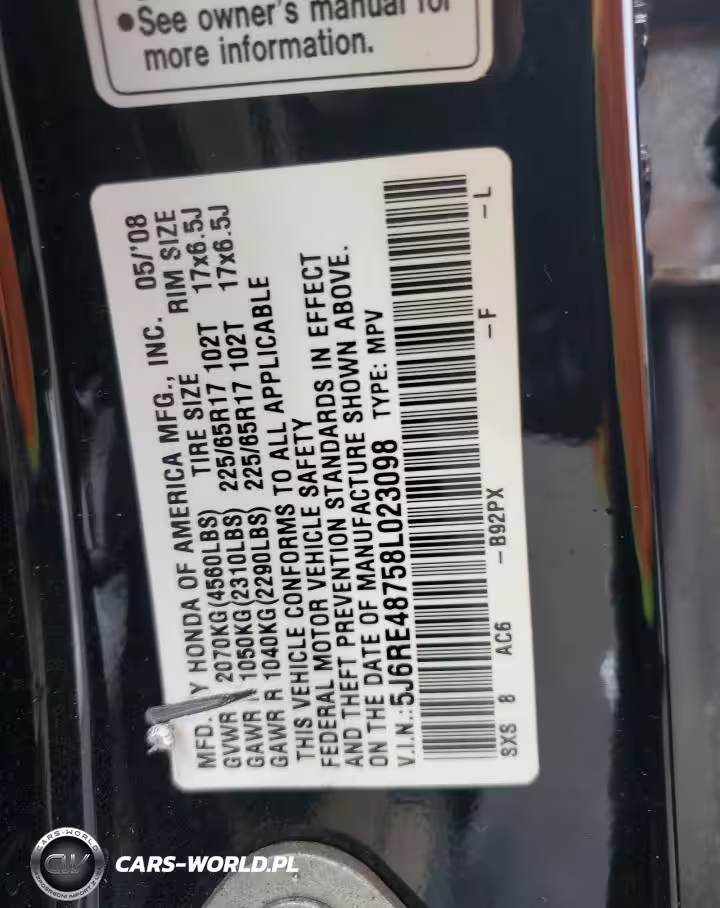 ●See owner's manual for
more information.
MFD. Y HONDA OF AMERICA MFG., INC. 05/'08
GVWR 2070KG(4560LBS) TIRE SIZE RIM SIZE
GAWR 1050KG(2310LBS) 225/65R17 102T 17x6.5J
GAWR R 1040KG(2290LBS) 225/65R17 102T 17x6.5J
THIS VEHICLE CONFORMS TO ALL APPLICABLE
FEDERAL MOTOR VEHICLE SAFETY
AND THEFT PREVENTION STANDARDS IN EFFECT
ON THE DATE OF MANUFACTURE SHOWN ABOVE.
V.I.N.:5J6RE48758L023098 TYPE: MPV
SXS 8 AC6 -B92PX -F -L
CARS-WORLD
CW
CARS-WORLD.PL